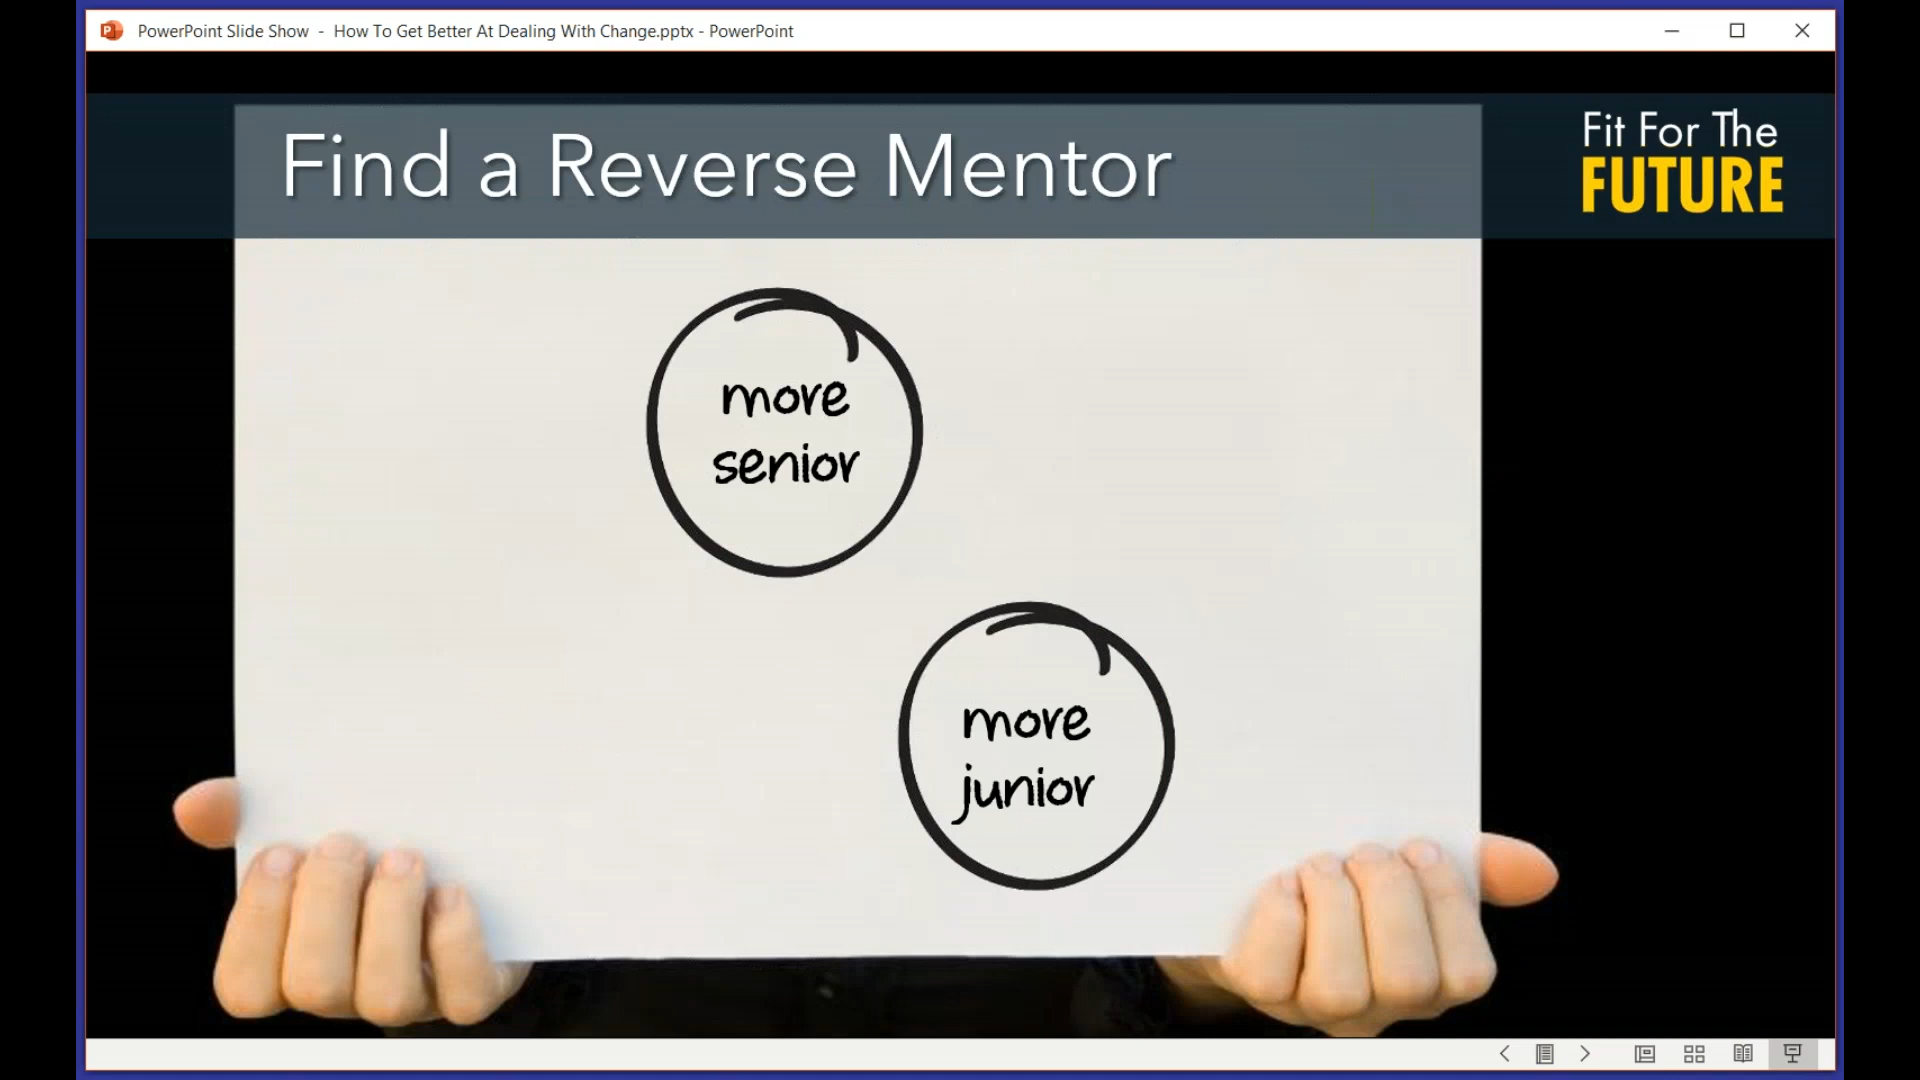 PowerPoint Slide Show - How To Get Better At Dealing With Change.pptx - PowerPoint
Find a Reverse Mentor
Fit For The
FUTURE
more
senior
more
junior